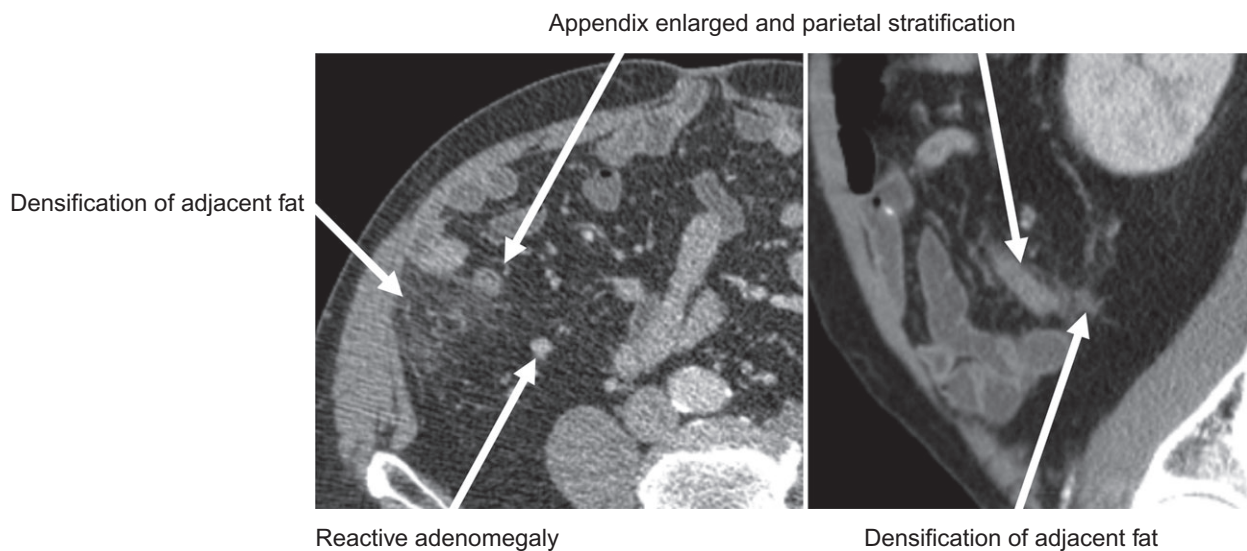 Appendix enlarged and parietal stratification
Densification of adjacent fat
Reactive adenomegaly
Densification of adjacent fat